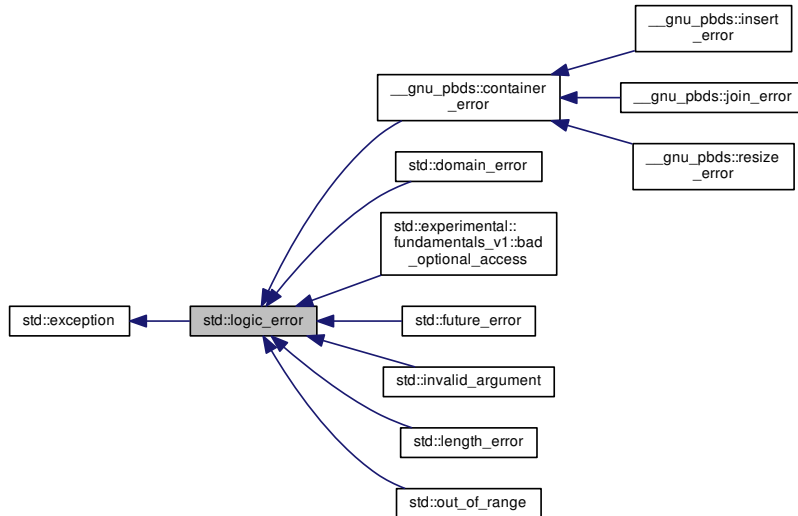 __gnu_pbds::insert
_error
__gnu_pbds::container
_error
__gnu_pbds::join_error
__gnu_pbds::resize
_error
std::domain_error
std::experimental::
fundamentals_v1::bad
_optional_access
std::exception
std::logic_error
std::future_error
std::invalid_argument
std::length_error
std::out_of_range